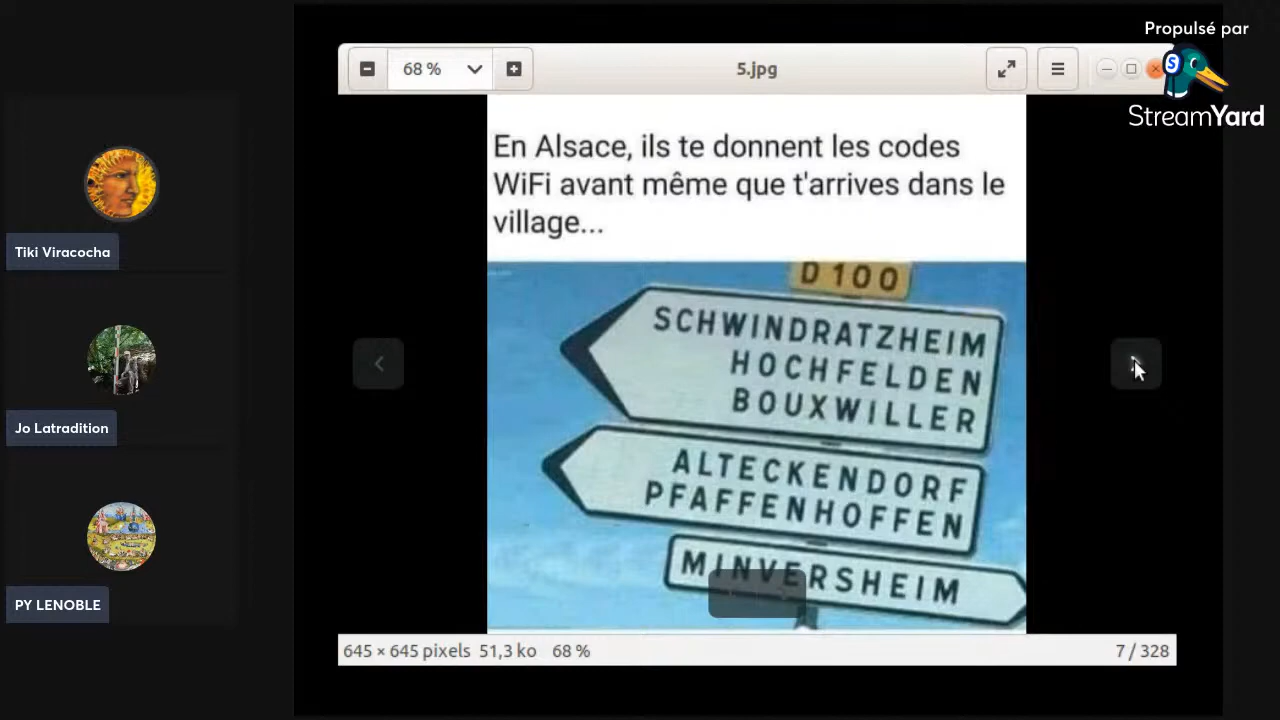 Propulsé par
StreamYard
68 %
5.jpg
En Alsace, ils te donnent les codes
WiFi avant même que t'arrives dans le
village...
D 100
SCHWINDRATZHEIM
HOCHFELDEN
BOUXWILLER
ALTECKENDORF
PFAFFENHOFFEN
MINVERSHEIM
Tiki Viracocha
Jo Latradition
PY LENOBLE
645 × 645 pixels 51,3 ko 68 %
7 / 328